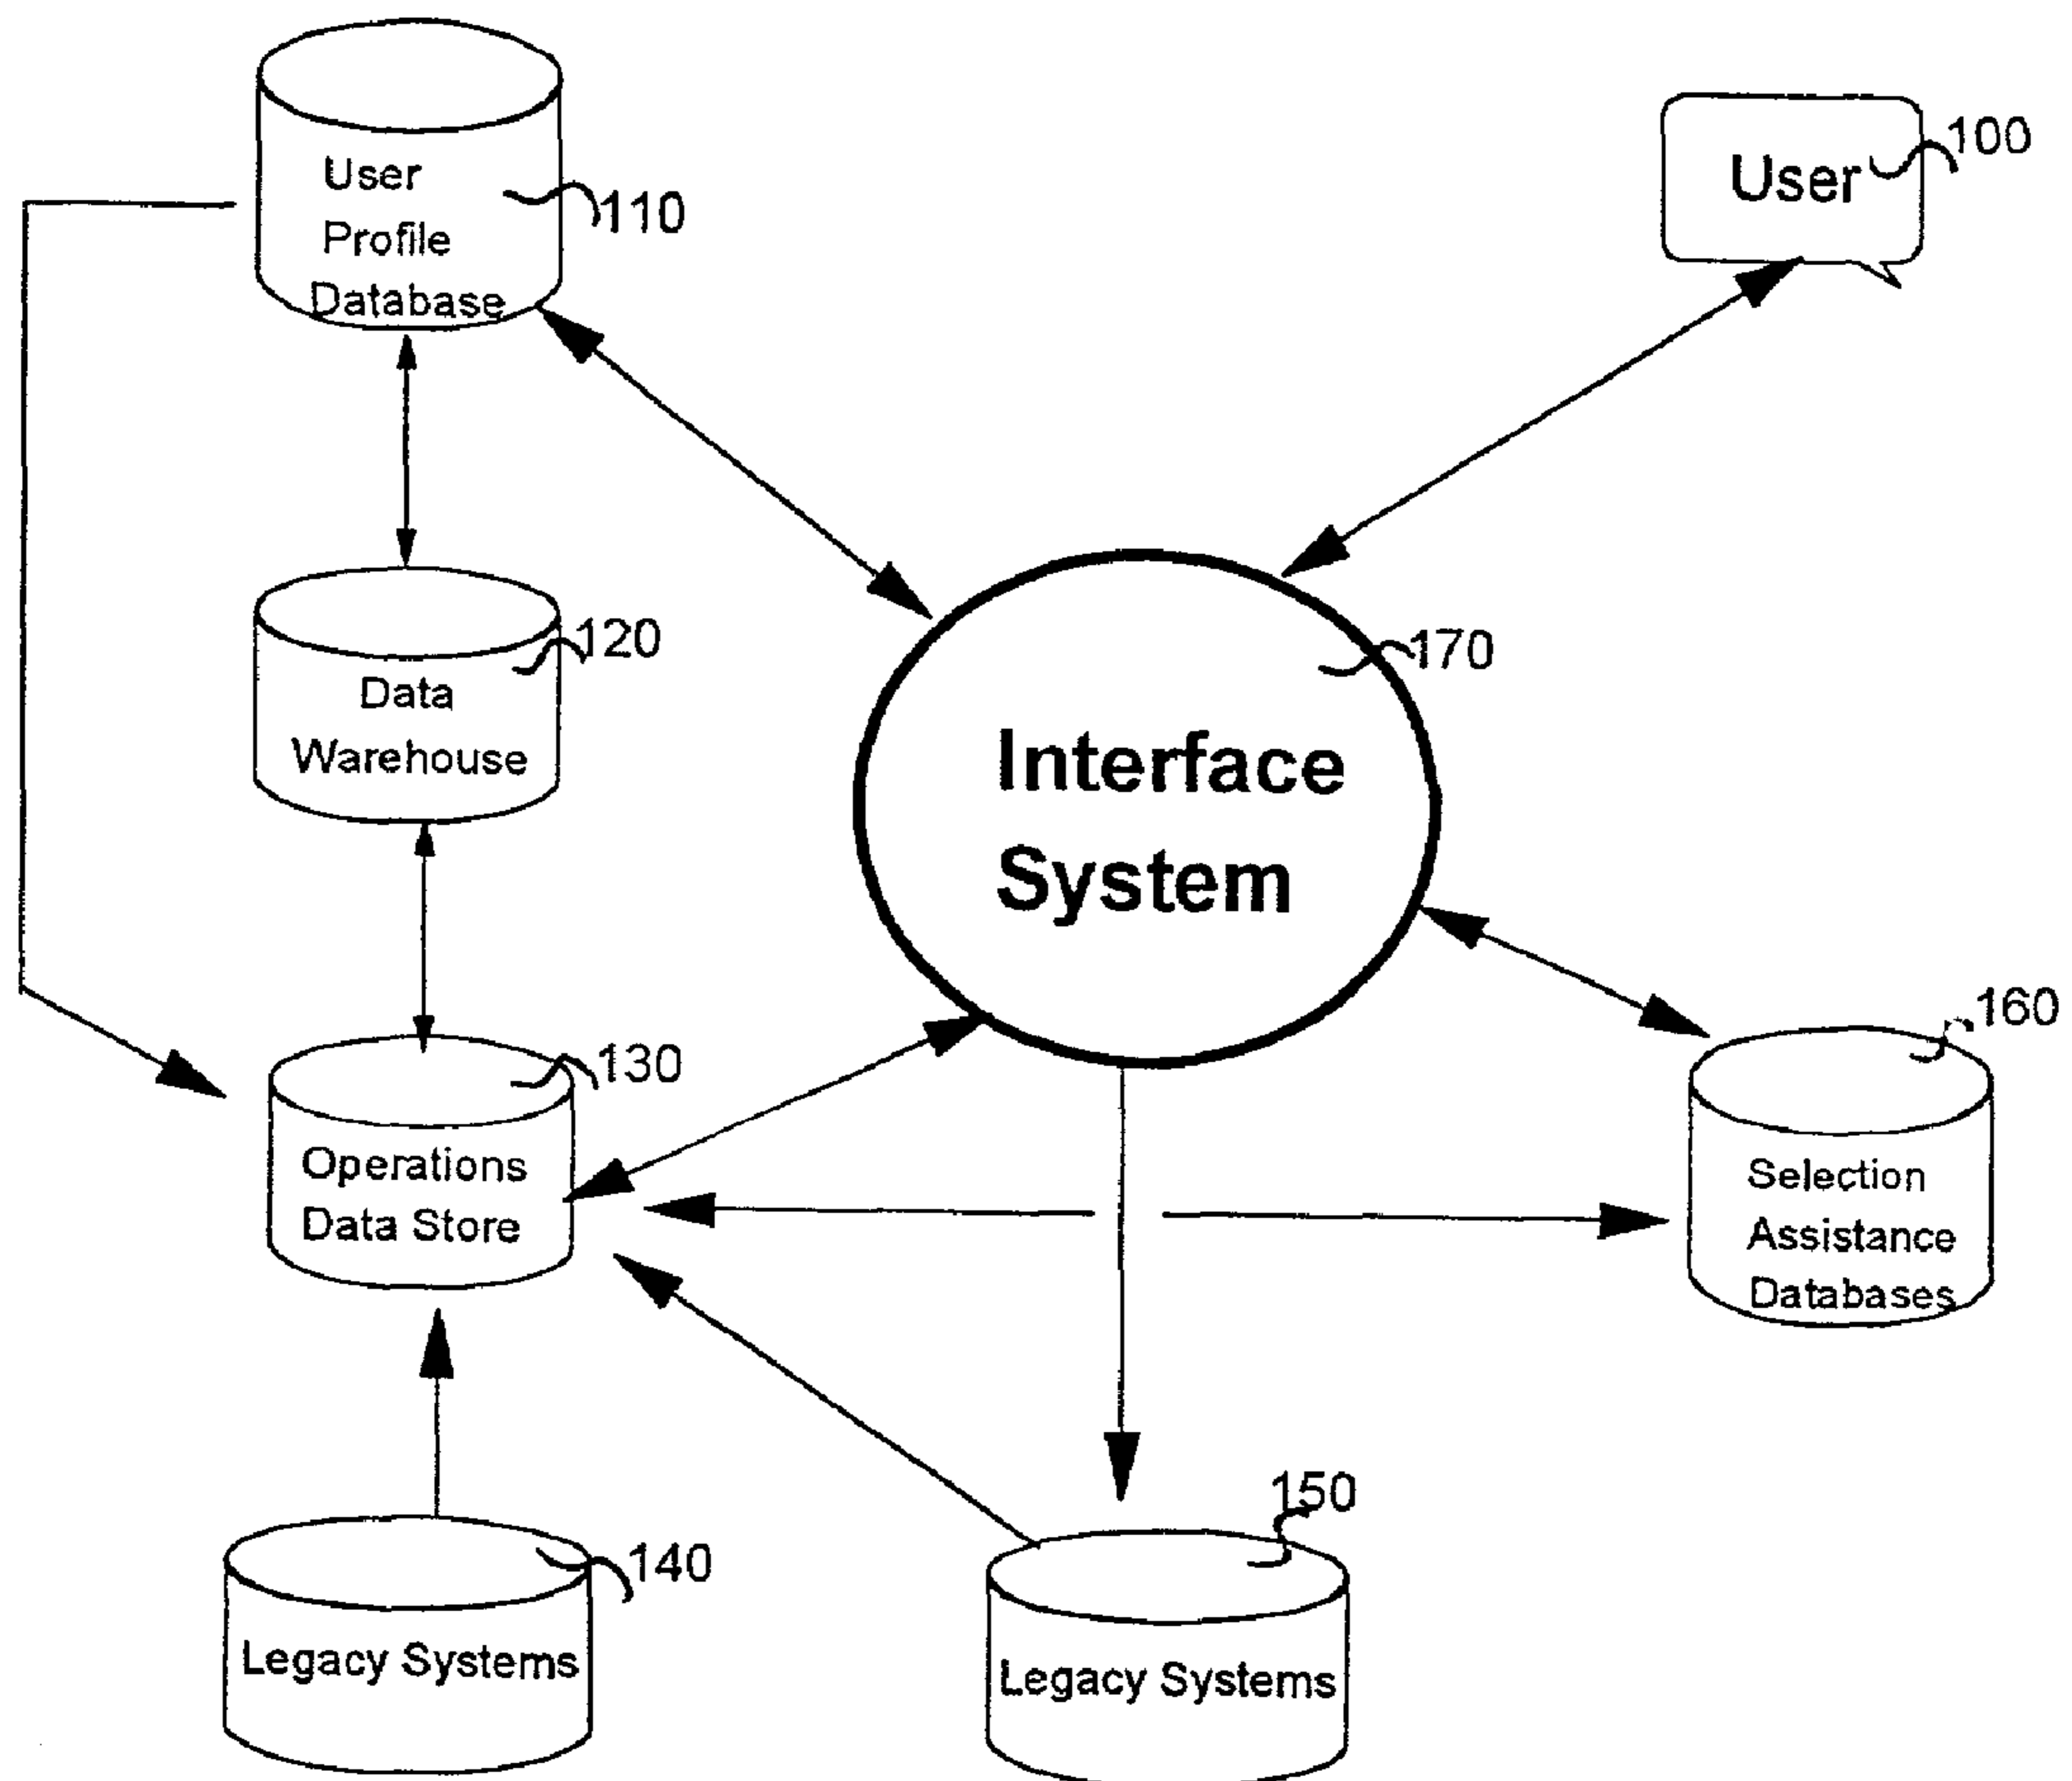 User
Profile
Database
110
User
100
Data
Warehouse
120
Interface
System
170
Operations
Data Store
130
Selection
Assistance
Databases
160
Legacy Systems
140
Legacy Systems
150